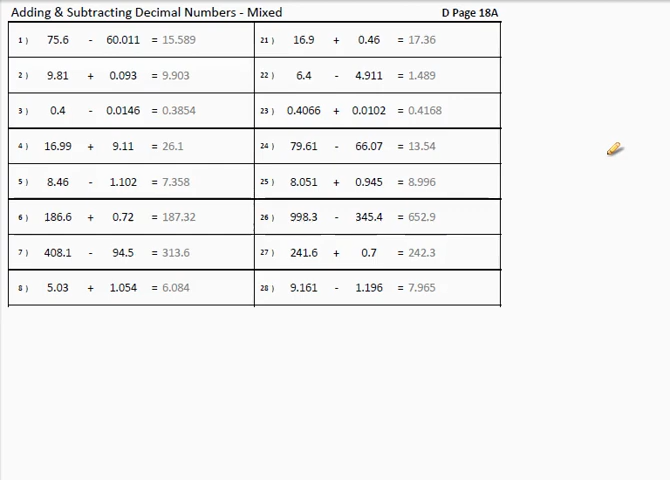 Adding & Subtracting Decimal Numbers - Mixed D Page 18A
1 ) 75.6 - 60.011 = 15.589 21 ) 16.9 + 0.46 = 17.36
2 ) 9.81 + 0.093 = 9.903 22 ) 6.4 - 4.911 = 1.489
3 ) 0.4 - 0.0146 = 0.3854 23 ) 0.4066 + 0.0102 = 0.4168
4 ) 16.99 + 9.11 = 26.1 24 ) 79.61 - 66.07 = 13.54
5 ) 8.46 - 1.102 = 7.358 25 ) 8.051 + 0.945 = 8.996
6 ) 186.6 + 0.72 = 187.32 26 ) 998.3 - 345.4 = 652.9
7 ) 408.1 - 94.5 = 313.6 27 ) 241.6 + 0.7 = 242.3
8 ) 5.03 + 1.054 = 6.084 28 ) 9.161 - 1.196 = 7.965